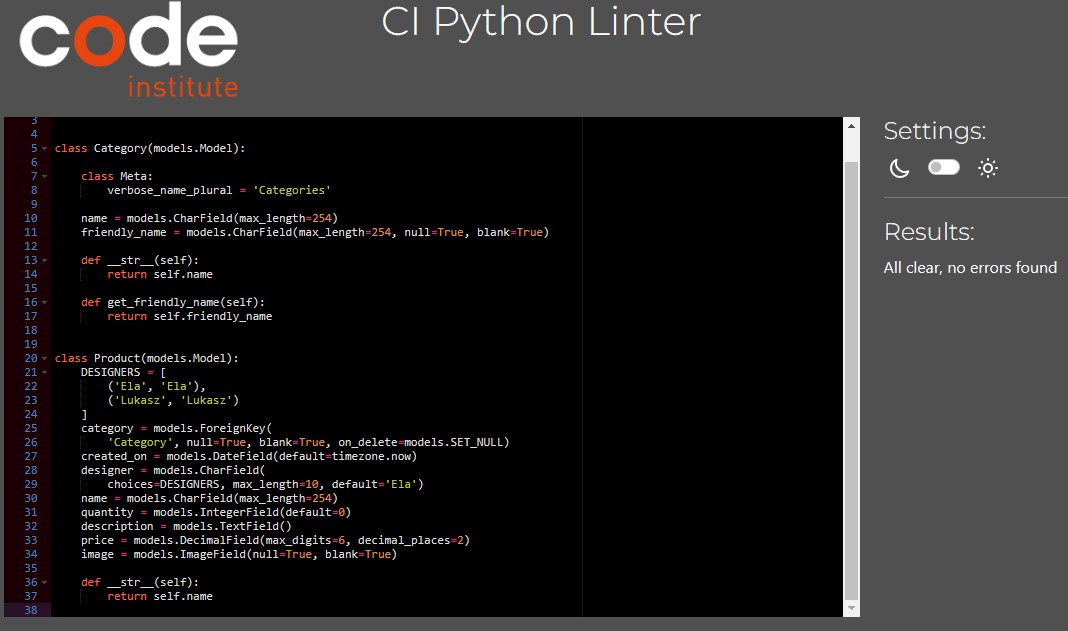 code
institute
CI Python Linter
3
4
5 class Category(models.Model):
6
7     class Meta:
8         verbose_name_plural = 'Categories'
9
10     name = models.CharField(max_length=254)
11     friendly_name = models.CharField(max_length=254, null=True, blank=True)
12
13     def __str__(self):
14         return self.name
15
16     def get_friendly_name(self):
17         return self.friendly_name
18
19
20 class Product(models.Model):
21     DESIGNERS = [
22         ('Ela', 'Ela'),
23         ('Lukasz', 'Lukasz')
24     ]
25     category = models.ForeignKey(
26         'Category', null=True, blank=True, on_delete=models.SET_NULL)
27     created_on = models.DateField(default=timezone.now)
28     designer = models.CharField(
29         choices=DESIGNERS, max_length=10, default='Ela')
30     name = models.CharField(max_length=254)
31     quantity = models.IntegerField(default=0)
32     description = models.TextField()
33     price = models.DecimalField(max_digits=6, decimal_places=2)
34     image = models.ImageField(null=True, blank=True)
35
36     def __str__(self):
37         return self.name
38
Settings:
Results:
All clear, no errors found